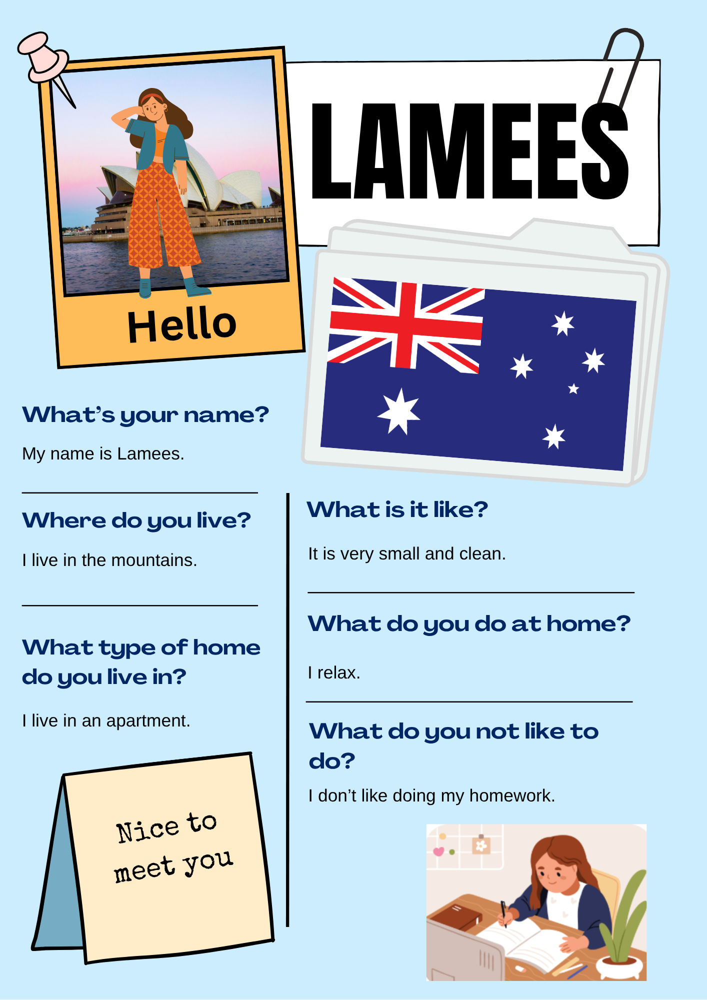 LAMEES
Hello
What’s your name?
My name is Lamees.
Where do you live?
I live in the mountains.
What type of home
do you live in?
I live in an apartment.
Nice to
meet you
What is it like?
It is very small and clean.
What do you do at home?
I relax.
What do you not like to
do?
I don’t like doing my homework.